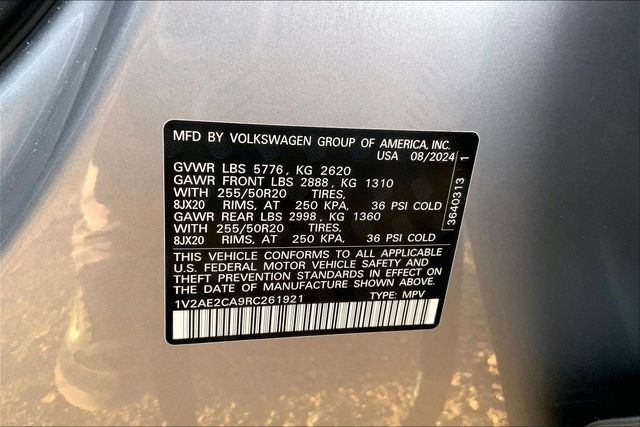 MFD BY VOLKSWAGEN GROUP OF AMERICA, INC.
USA 08/2024
GVWR LBS 5776 , KG 2620
GAWR FRONT LBS 2888 , KG 1310
WITH 255/50R20 TIRES,
8JX20 RIMS, AT 250 KPA, 36 PSI COLD
GAWR REAR LBS 2998 , KG 1360
WITH 255/50R20 TIRES,
8JX20 RIMS, AT 250 KPA, 36 PSI COLD
THIS VEHICLE CONFORMS TO ALL APPLICABLE
U.S. FEDERAL MOTOR VEHICLE SAFETY AND
THEFT PREVENTION STANDARDS IN EFFECT ON
THE DATE OF MANUFACTURE SHOWN ABOVE.
1V2AE2CA9RC261921 TYPE: MPV
3640313 1